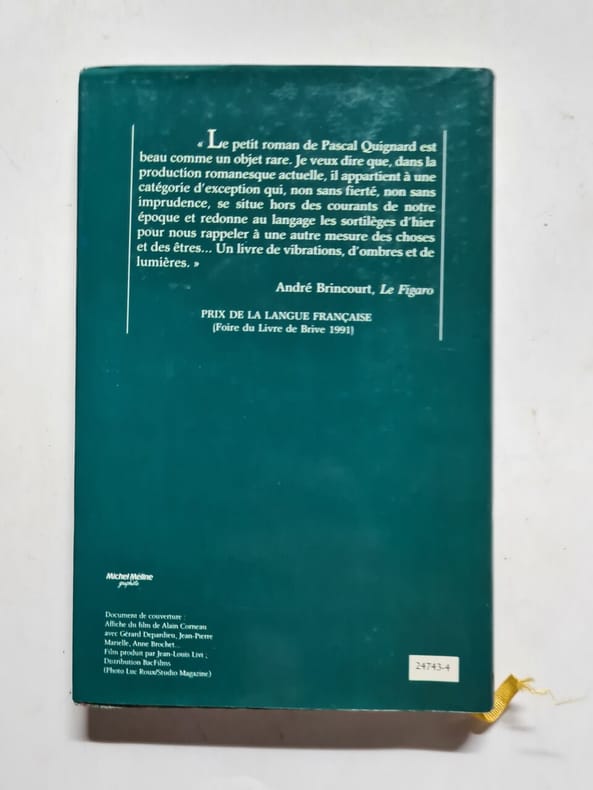 « Le petit roman de Pascal Quignard est
beau comme un objet rare. Je veux dire que, dans la
production romanesque actuelle, il appartient à une
catégorie d'exception qui, non sans fierté, non sans
imprudence, se situe hors des courants de notre
époque et redonne au langage les sortilèges d'hier
pour nous rappeler à une autre mesure des choses
et des êtres... Un livre de vibrations, d'ombres et de
lumières. »
André Brincourt, Le Figaro
PRIX DE LA LANGUE FRANÇAISE
(Foire du Livre de Brive 1991)
Michel Méline
graphiste
Document de couverture :
Affiche du film de Alain Corneau
avec Gérard Depardieu, Jean-Pierre
Marielle, Anne Brochet...
Film produit par Jean-Louis Livi ;
Distribution BacFilms
(Photo Luc Roux/Studio Magazine)
24743-4